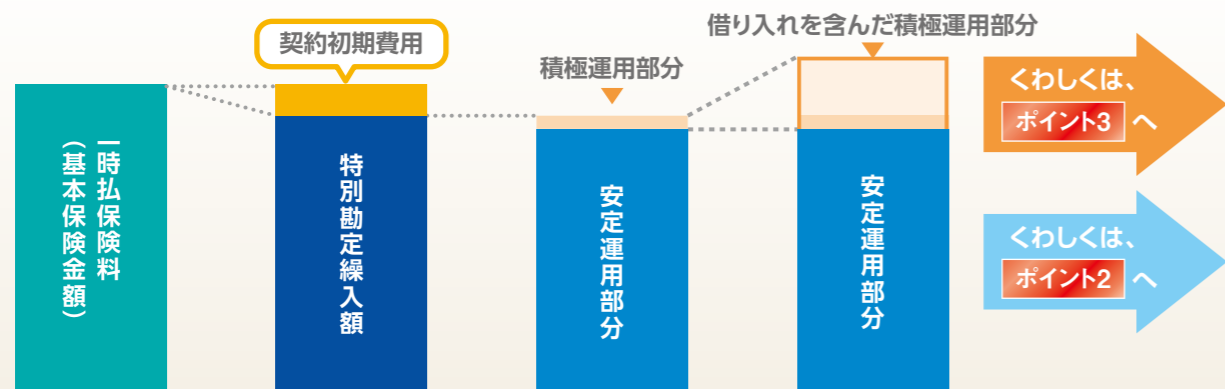 契約初期費用
積極運用部分
借り入れを含んだ積極運用部分
一時払保険料
（基本保険金額）
特別勘定繰入額
安定運用部分
安定運用部分
くわしくは、
ポイント3 へ
くわしくは、
ポイント2 へ